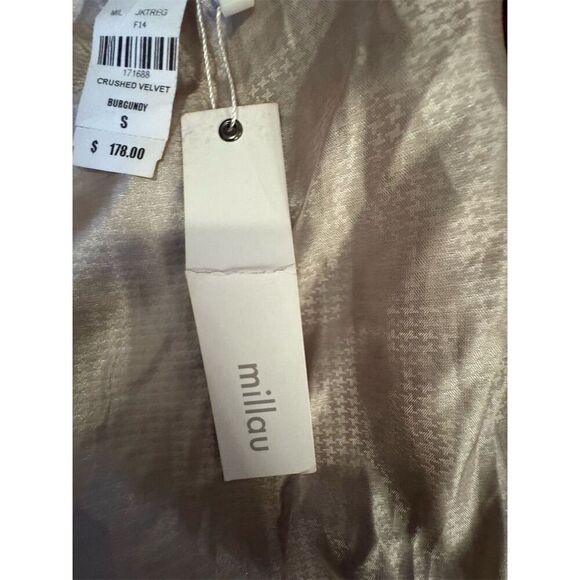 MIL JKTREG
F14
171688
CRUSHED VELVET
BURGUNDY
S
$ 178.00
millau